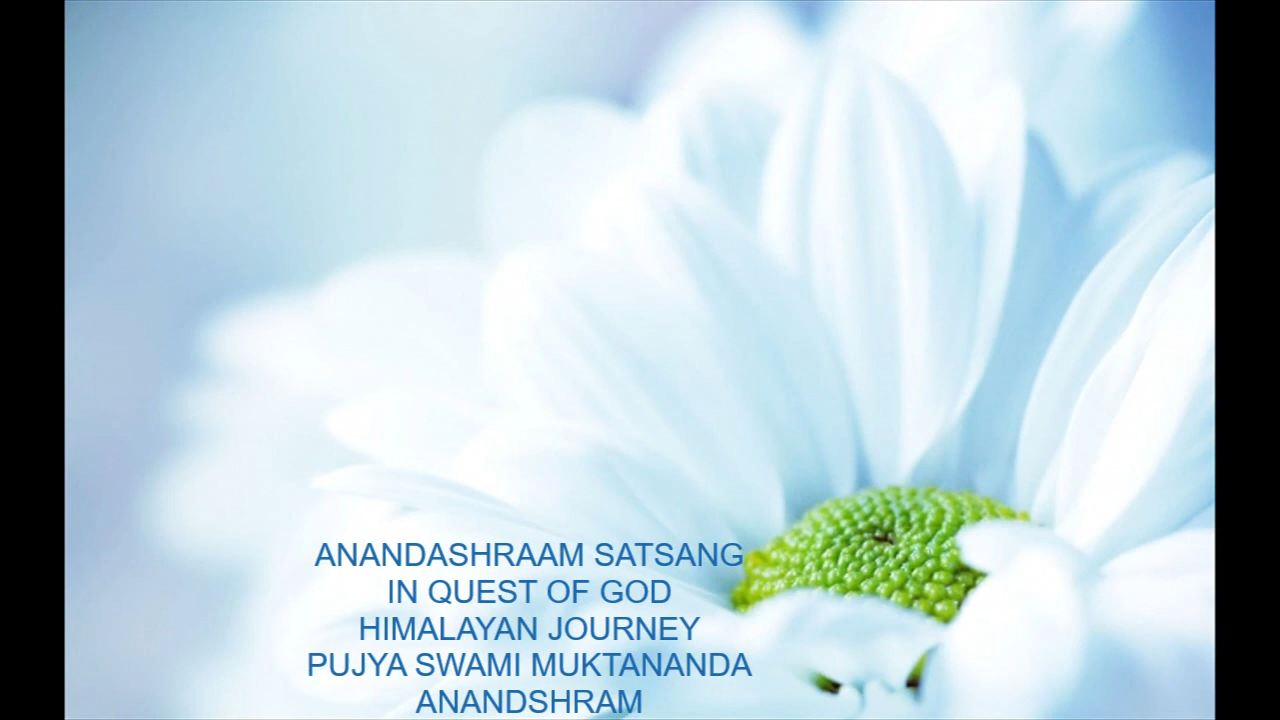 ANANDASHRAAM SATSANG
IN QUEST OF GOD
HIMALAYAN JOURNEY
PUJYA SWAMI MUKTANANDA
ANANDSHRAM